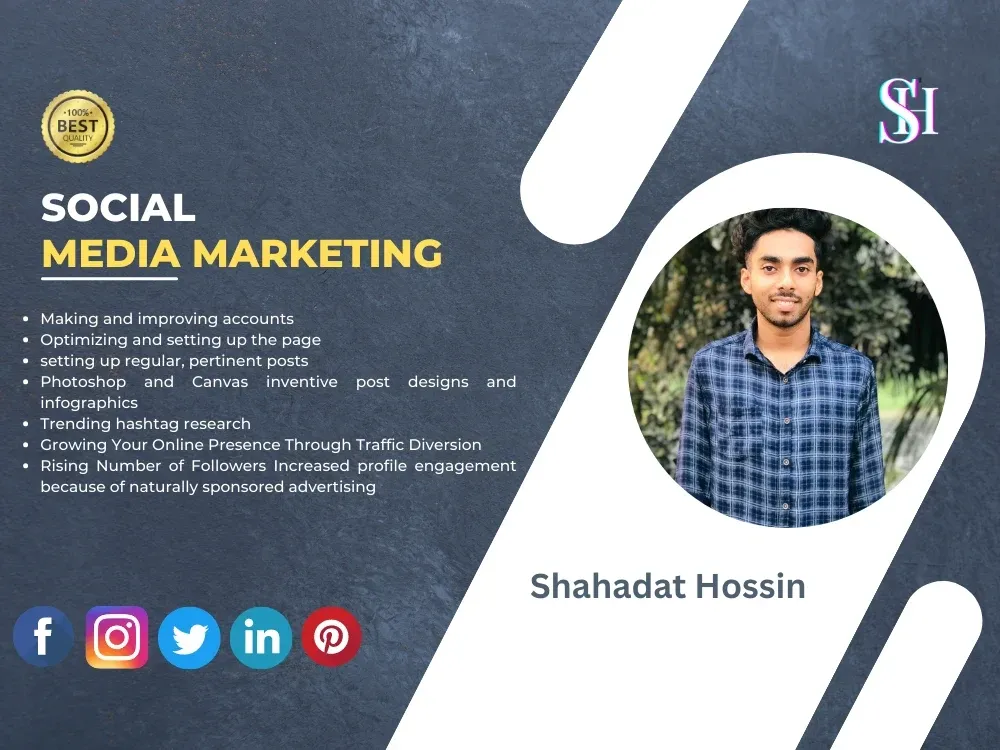 100%
BEST
QUALITY
SH
SOCIAL
MEDIA MARKETING
Making and improving accounts
Optimizing and setting up the page
setting up regular, pertinent posts
Photoshop and Canvas inventive post designs and
infographics
Trending hashtag research
Growing Your Online Presence Through Traffic Diversion
Rising Number of Followers Increased profile engagement
because of naturally sponsored advertising
Shahadat Hossin
f
in